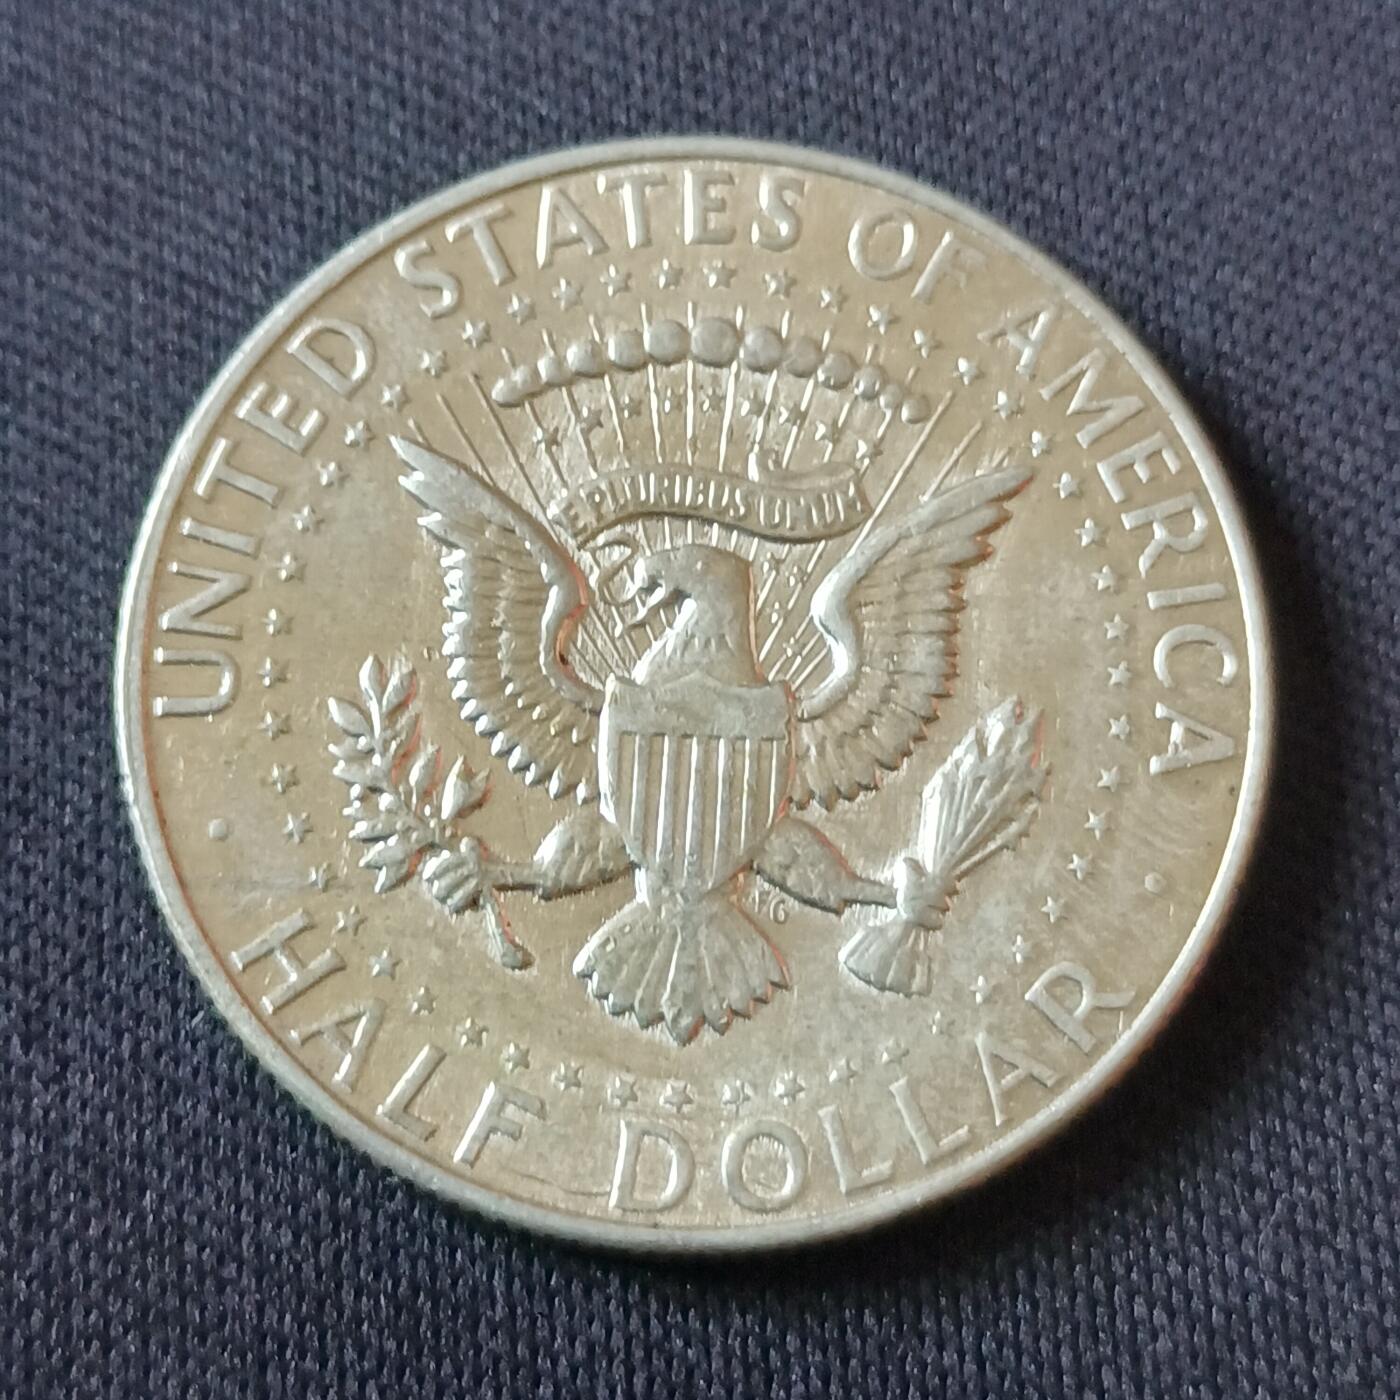 UNITED STATES OF AMERICA
E PLURIBUS UNUM
FG
HALF DOLLAR